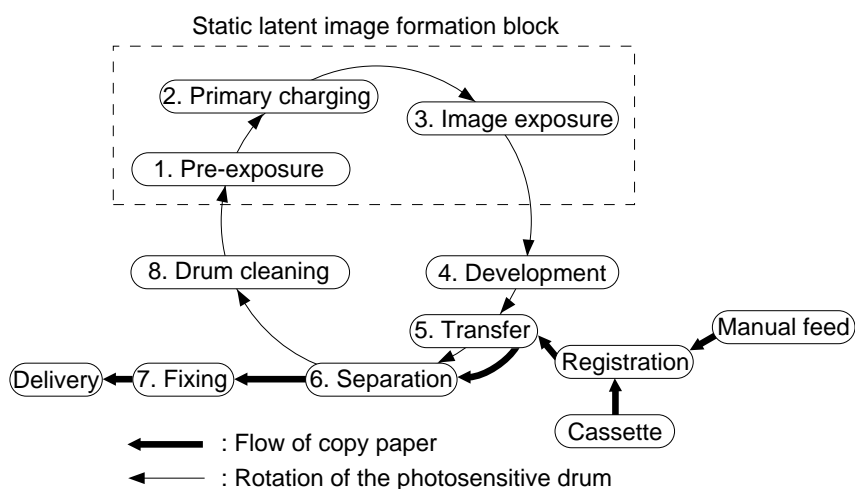 Static latent image formation block
2. Primary charging
3. Image exposure
1. Pre-exposure
8. Drum cleaning
4. Development
5. Transfer
Manual feed
Registration
Delivery
7. Fixing
6. Separation
Cassette
: Flow of copy paper
: Rotation of the photosensitive drum